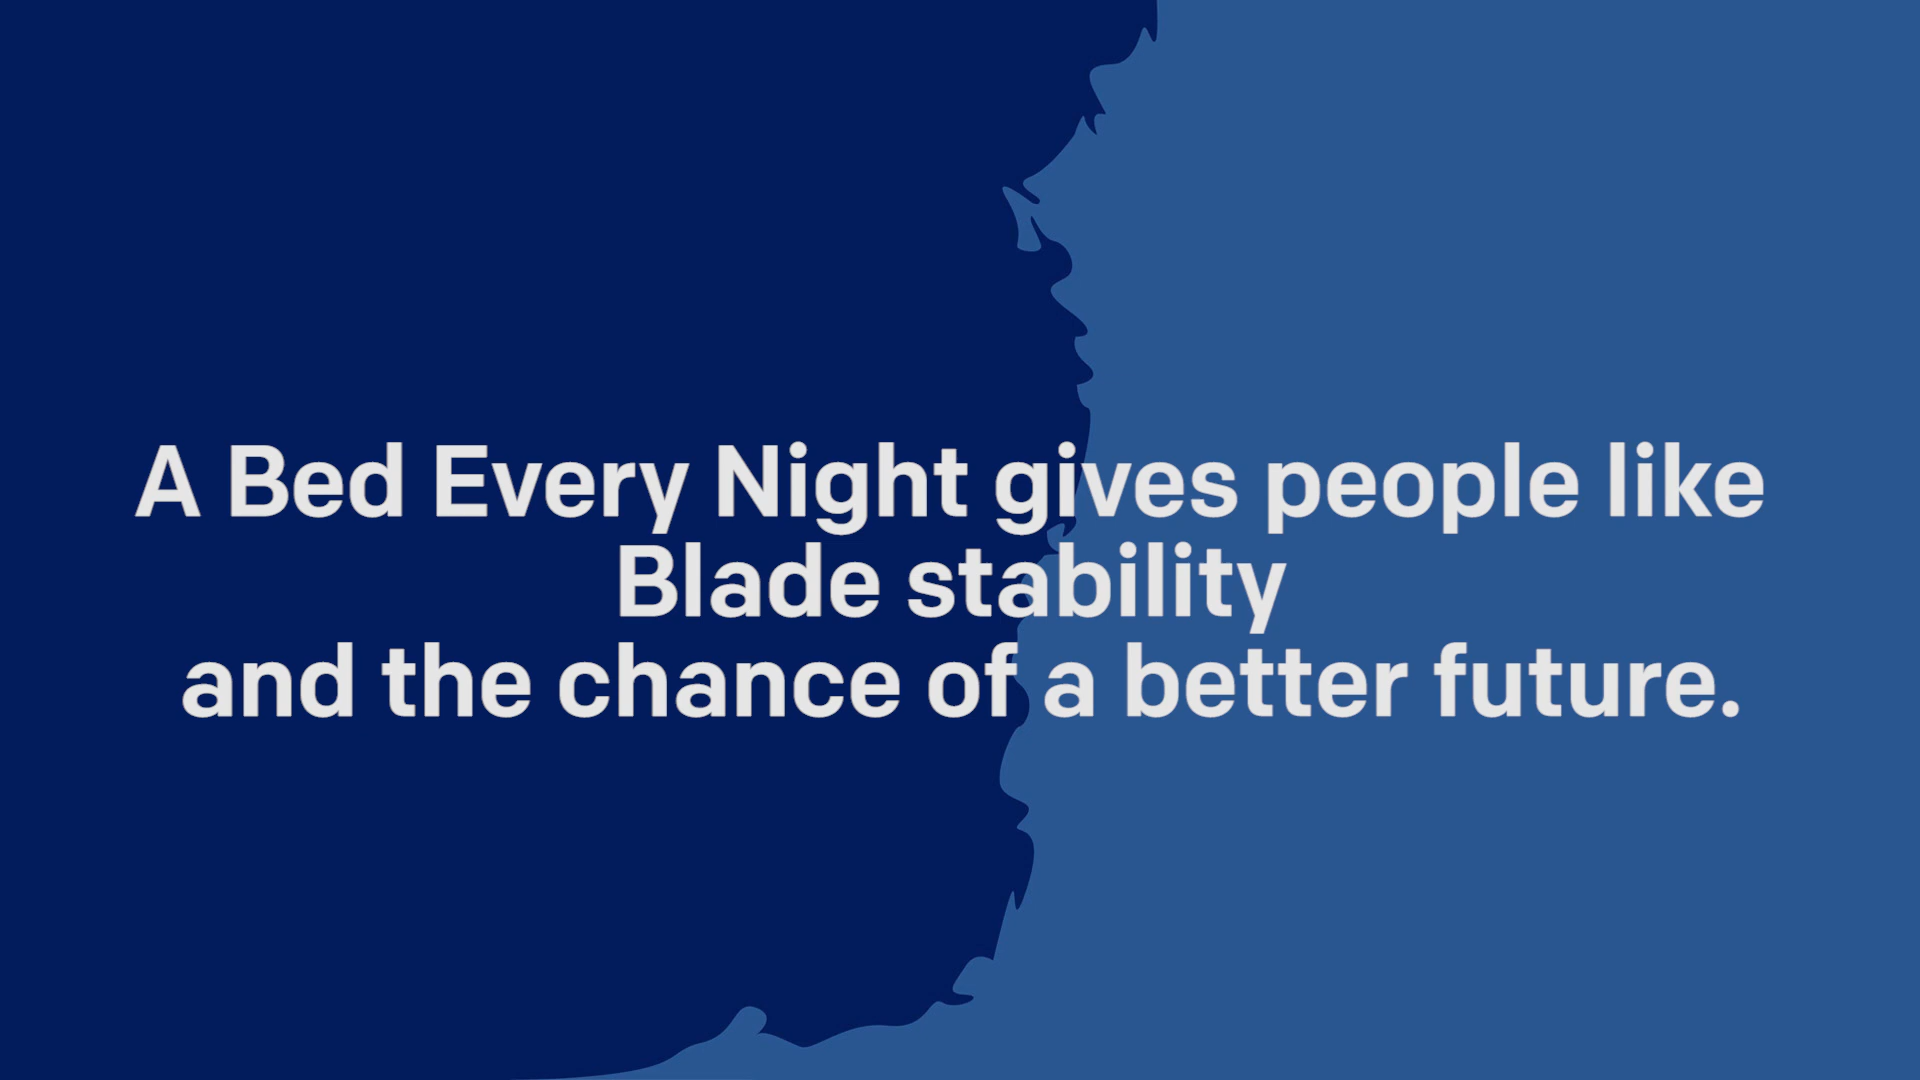 A Bed Every Night gives people like
Blade stability
and the chance of a better future.